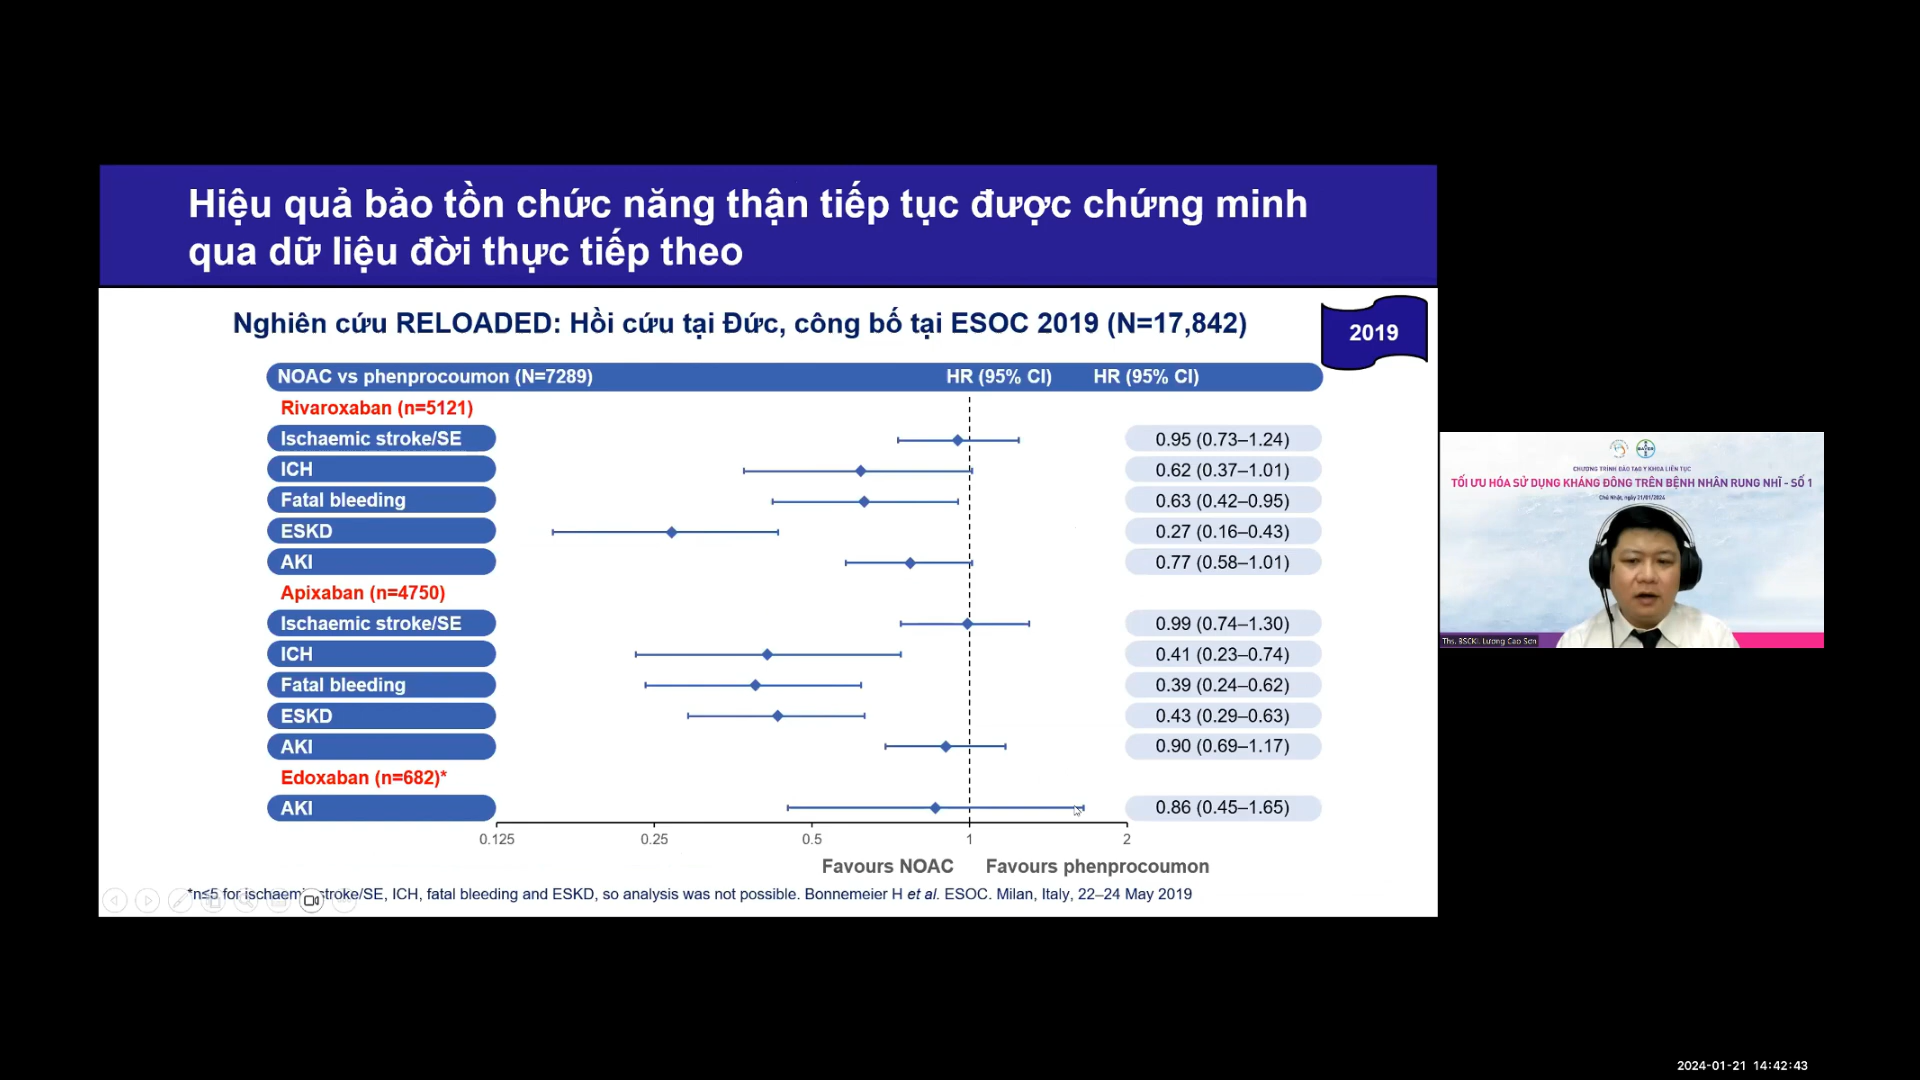 Hiệu quả bảo tồn chức năng thận tiếp tục được chứng minh
qua dữ liệu đời thực tiếp theo
Nghiên cứu RELOADED: Hồi cứu tại Đức, công bố tại ESOC 2019 (N=17,842)
2019
NOAC vs phenprocoumon (N=7289) HR (95% CI) HR (95% CI)
Rivaroxaban (n=5121)
Ischaemic stroke/SE 0.95 (0.73–1.24)
ICH 0.62 (0.37–1.01)
Fatal bleeding 0.63 (0.42–0.95)
ESKD 0.27 (0.16–0.43)
AKI 0.77 (0.58–1.01)
Apixaban (n=4750)
Ischaemic stroke/SE 0.99 (0.74–1.30)
ICH 0.41 (0.23–0.74)
Fatal bleeding 0.39 (0.24–0.62)
ESKD 0.43 (0.29–0.63)
AKI 0.90 (0.69–1.17)
Edoxaban (n=682)*
AKI 0.86 (0.45–1.65)
0.125 0.25 0.5 1 2
Favours NOAC Favours phenprocoumon
*n≤5 for ischaemic stroke/SE, ICH, fatal bleeding and ESKD, so analysis was not possible. Bonnemeier H et al. ESOC. Milan, Italy, 22–24 May 2019
BAYER
CHƯƠNG TRÌNH ĐÀO TẠO Y KHOA LIÊN TỤC
TỐI ƯU HÓA SỬ DỤNG KHÁNG ĐÔNG TRÊN BỆNH NHÂN RUNG NHĨ - SỐ 1
Chủ Nhật, ngày 21/01/2024
Ths. BSCKI. Lương Cao Sơn
2024-01-21 14:42:43